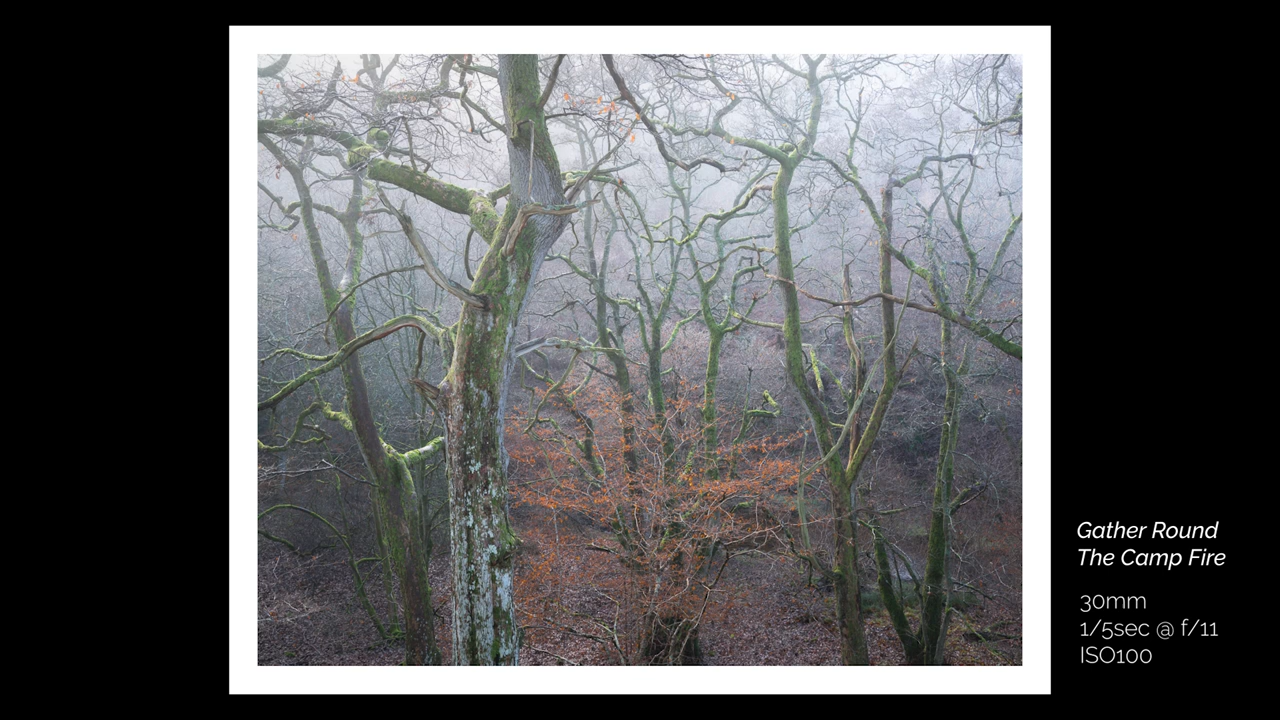 Gather Round
The Camp Fire
30mm
1/5sec @ f/11
ISO100